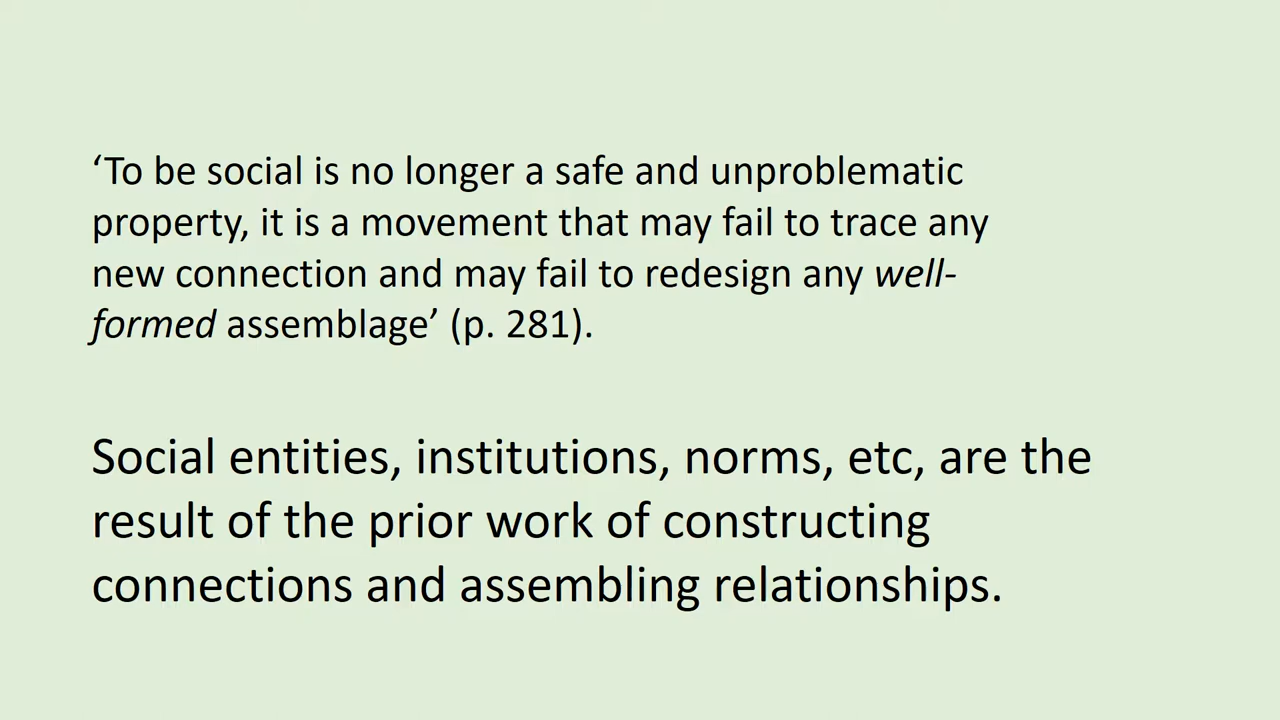 ‘To be social is no longer a safe and unproblematic
property, it is a movement that may fail to trace any
new connection and may fail to redesign any well-
formed assemblage’ (p. 281).
Social entities, institutions, norms, etc, are the
result of the prior work of constructing
connections and assembling relationships.